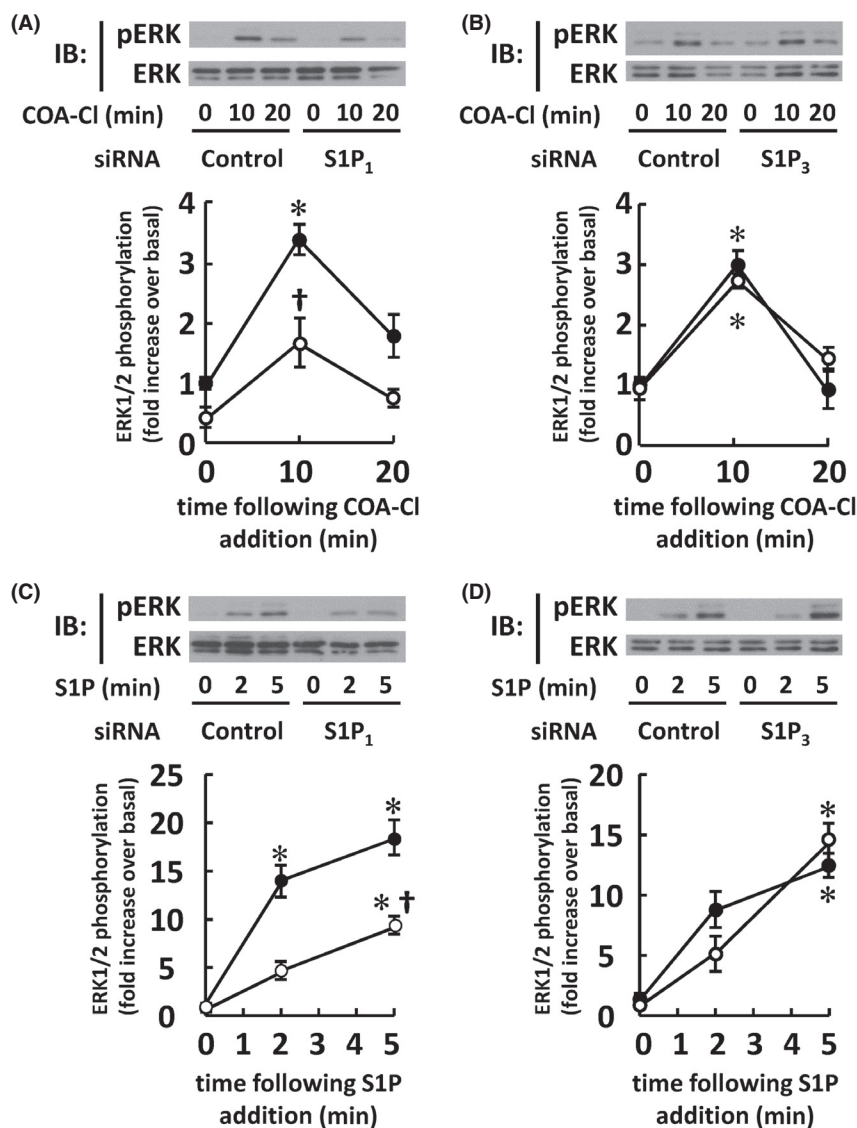 (A)
IB:
pERK
ERK
COA-Cl (min) 0 10 20 0 10 20
siRNA Control S1P1
ERK1/2 phosphorylation
(fold increase over basal)
4
3
2
1
0
*
†
0 10 20
time following COA-Cl
addition (min)
(B)
IB:
pERK
ERK
COA-Cl (min) 0 10 20 0 10 20
siRNA Control S1P3
ERK1/2 phosphorylation
(fold increase over basal)
4
3
2
1
0
*
*
0 10 20
time following COA-Cl
addition (min)
(C)
IB:
pERK
ERK
S1P (min) 0 2 5 0 2 5
siRNA Control S1P1
ERK1/2 phosphorylation
(fold increase over basal)
25
20
15
10
5
0
*
*
* †
0 1 2 3 4 5
time following S1P
addition (min)
(D)
IB:
pERK
ERK
S1P (min) 0 2 5 0 2 5
siRNA Control S1P3
ERK1/2 phosphorylation
(fold increase over basal)
20
15
10
5
0
*
*
0 1 2 3 4 5
time following S1P
addition (min)